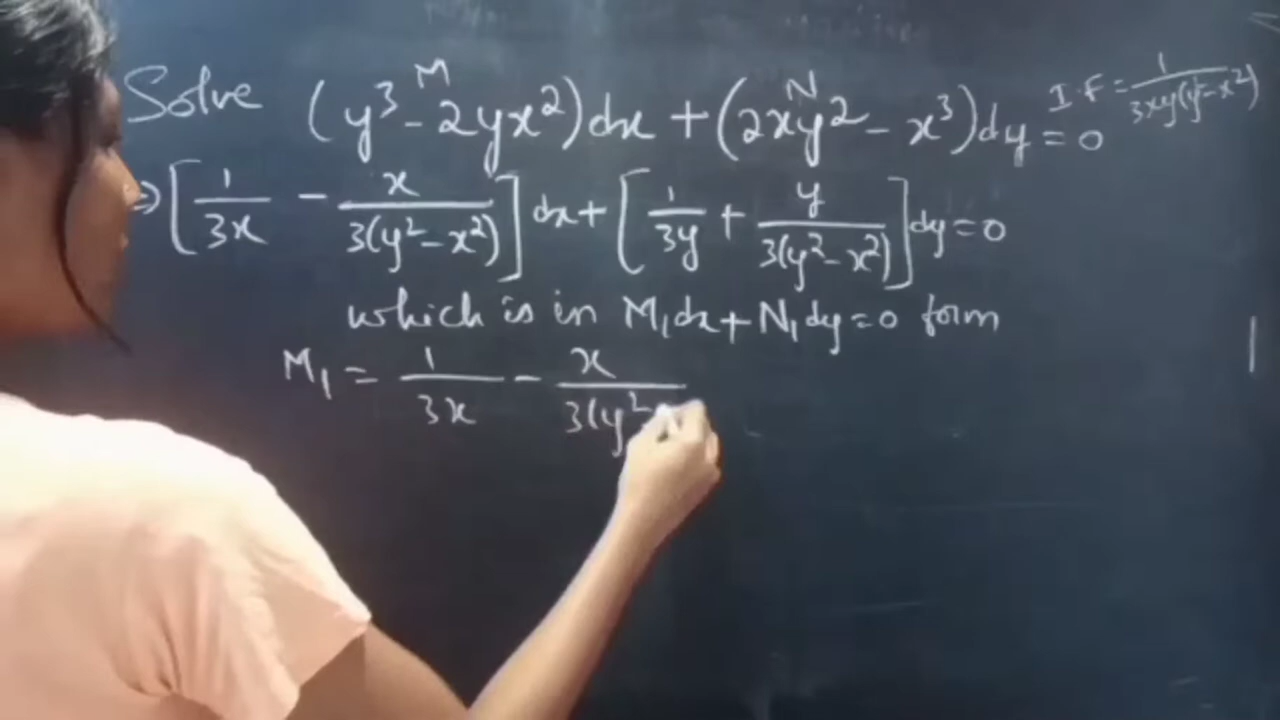 Solve (y³ - 2yx²)dx + (2xy² - x³)dy = 0 I.F = 1/(3xy(y² - x²))
M N
⇒ [1/(3x) - x/(3(y² - x²))] dx + [1/(3y) + y/(3(y² - x²))] dy = 0
which is in M₁dx + N₁dy = 0 form
M₁ = 1/(3x) - x/(3(y²